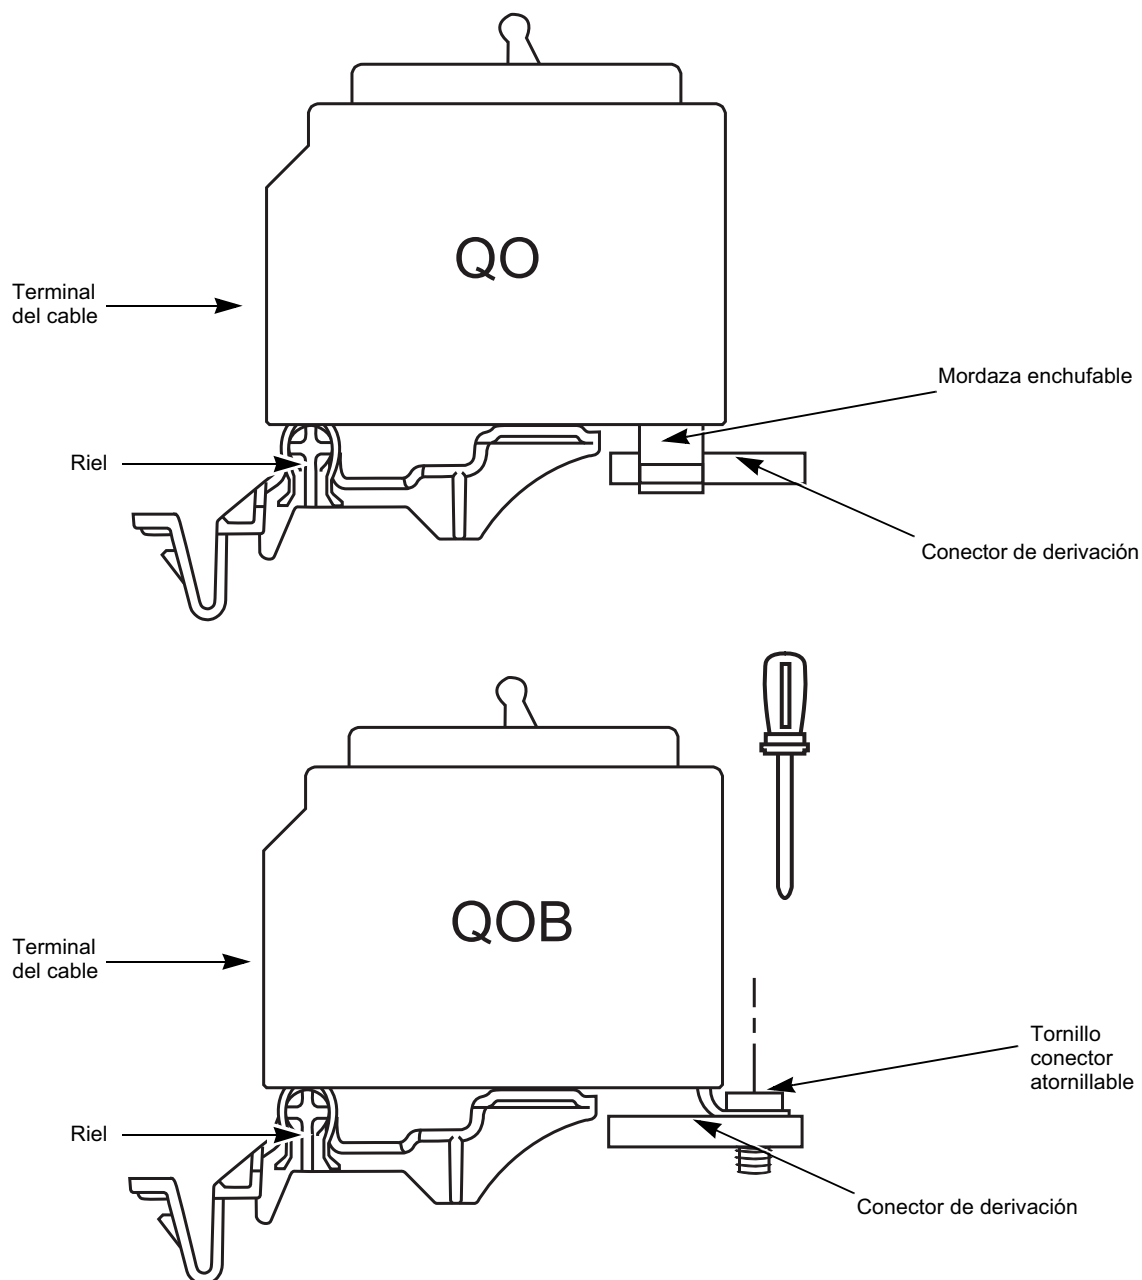 QO
Terminal
del cable
Mordaza enchufable
Riel
Conector de derivación
QOB
Terminal
del cable
Tornillo
conector
atornillable
Riel
Conector de derivación